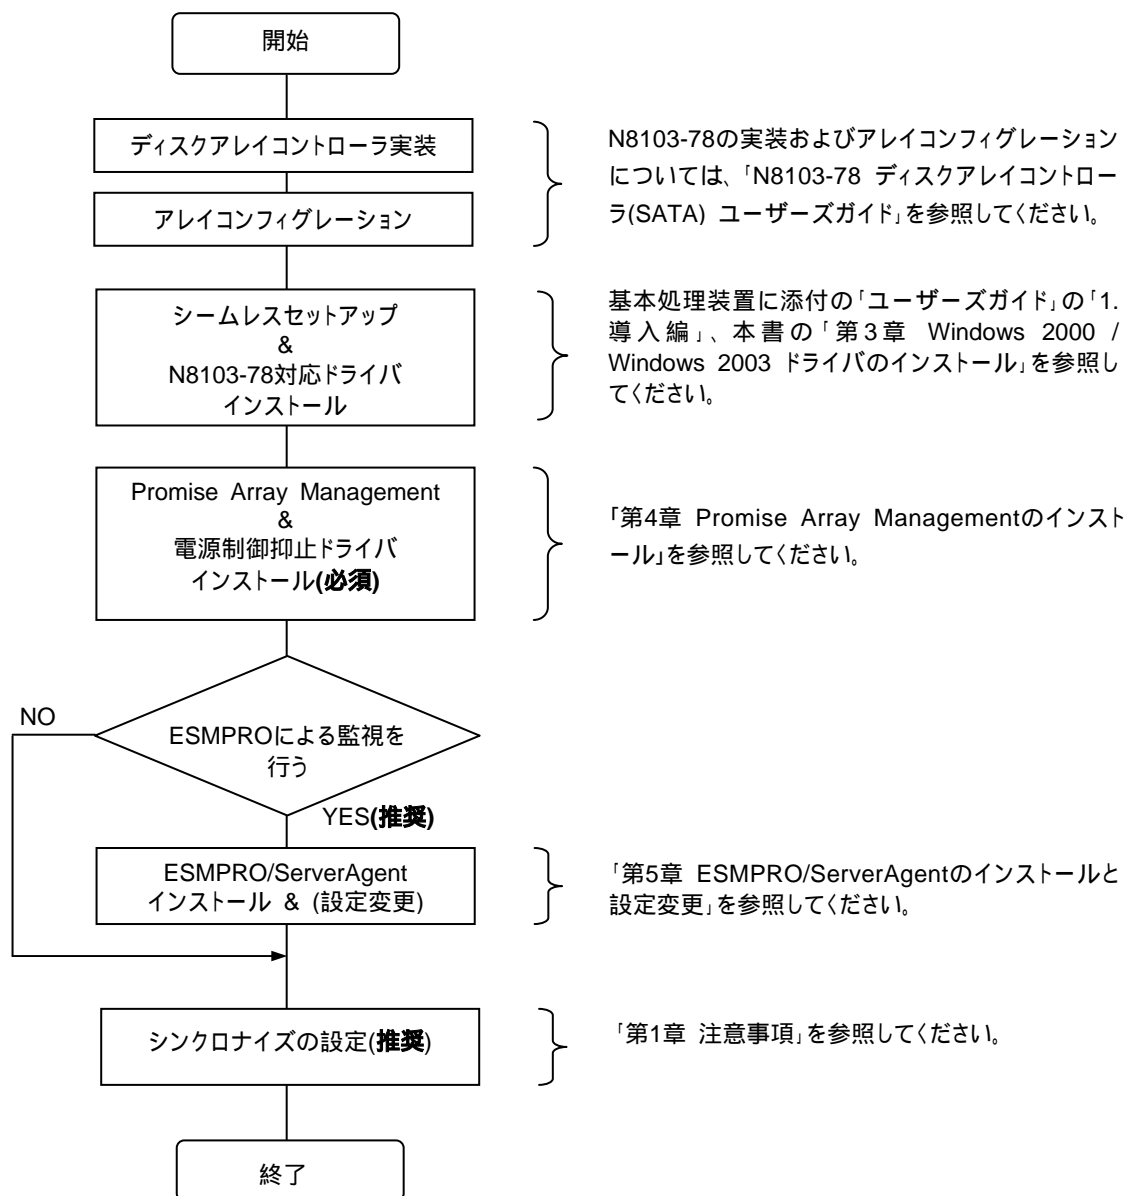 開始
ディスクアレイコントローラ実装
アレイコンフィグレーション
N8103-78の実装およびアレイコンフィグレーション
については、「N8103-78 ディスクアレイコントロー
ラ(SATA) ユーザーズガイド」を参照してください。
シームレスセットアップ
&
N8103-78対応ドライバ
インストール
基本処理装置に添付の「ユーザーズガイド」の「1.
導入編」、本書の「第3章 Windows 2000 /
Windows 2003 ドライバのインストール」を参照し
てください。
Promise Array Management
&
電源制御抑止ドライバ
インストール(必須)
「第4章 Promise Array Managementのインスト
ール」を参照してください。
NO
ESMPROによる監視を
行う
YES(推奨)
ESMPRO/ServerAgent
インストール & (設定変更)
「第5章 ESMPRO/ServerAgentのインストールと
設定変更」を参照してください。
シンクロナイズの設定(推奨)
「第1章 注意事項」を参照してください。
終了